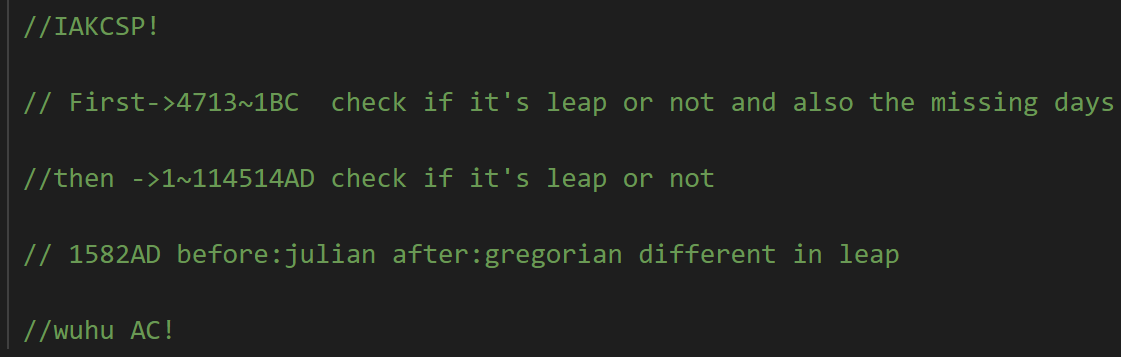 //IAKCSP!
// First->4713~1BC  check if it's leap or not and also the missing days
//then ->1~114514AD check if it's leap or not
// 1582AD before:julian after:gregorian different in leap
//wuhu AC!